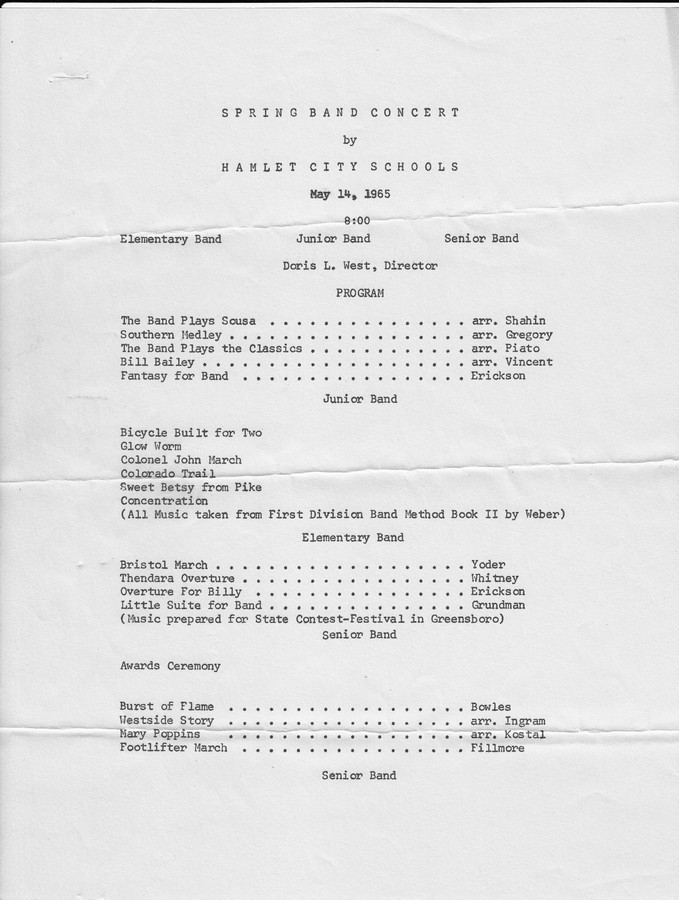 SPRING BAND CONCERT
by
HAMLET CITY SCHOOLS
May 14, 1965
8:00
Elementary Band Junior Band Senior Band
Doris L. West, Director
PROGRAM
The Band Plays Sousa . . . . . . . . . . . . . . . arr. Shahin
Southern Medley . . . . . . . . . . . . . . . . . . arr. Gregory
The Band Plays the Classics . . . . . . . . . . . . arr. Piato
Bill Bailey . . . . . . . . . . . . . . . . . . . . arr. Vincent
Fantasy for Band . . . . . . . . . . . . . . . . . Erickson
Junior Band
Bicycle Built for Two
Glow Worm
Colonel John March
Colorado Trail
Sweet Betsy from Pike
Concentration
(All Music taken from First Division Band Method Book II by Weber)
Elementary Band
Bristol March . . . . . . . . . . . . . . . . . . . Yoder
Thendara Overture . . . . . . . . . . . . . . . . . Whitney
Overture For Billy . . . . . . . . . . . . . . . . Erickson
Little Suite for Band . . . . . . . . . . . . . . . Grundman
(Music prepared for State Contest-Festival in Greensboro)
Senior Band
Awards Ceremony
Burst of Flame . . . . . . . . . . . . . . . . . . Bowles
Westside Story . . . . . . . . . . . . . . . . . . arr. Ingram
Mary Poppins . . . . . . . . . . . . . . . . . . arr. Kostal
Footlifter March . . . . . . . . . . . . . . . . . Fillmore
Senior Band